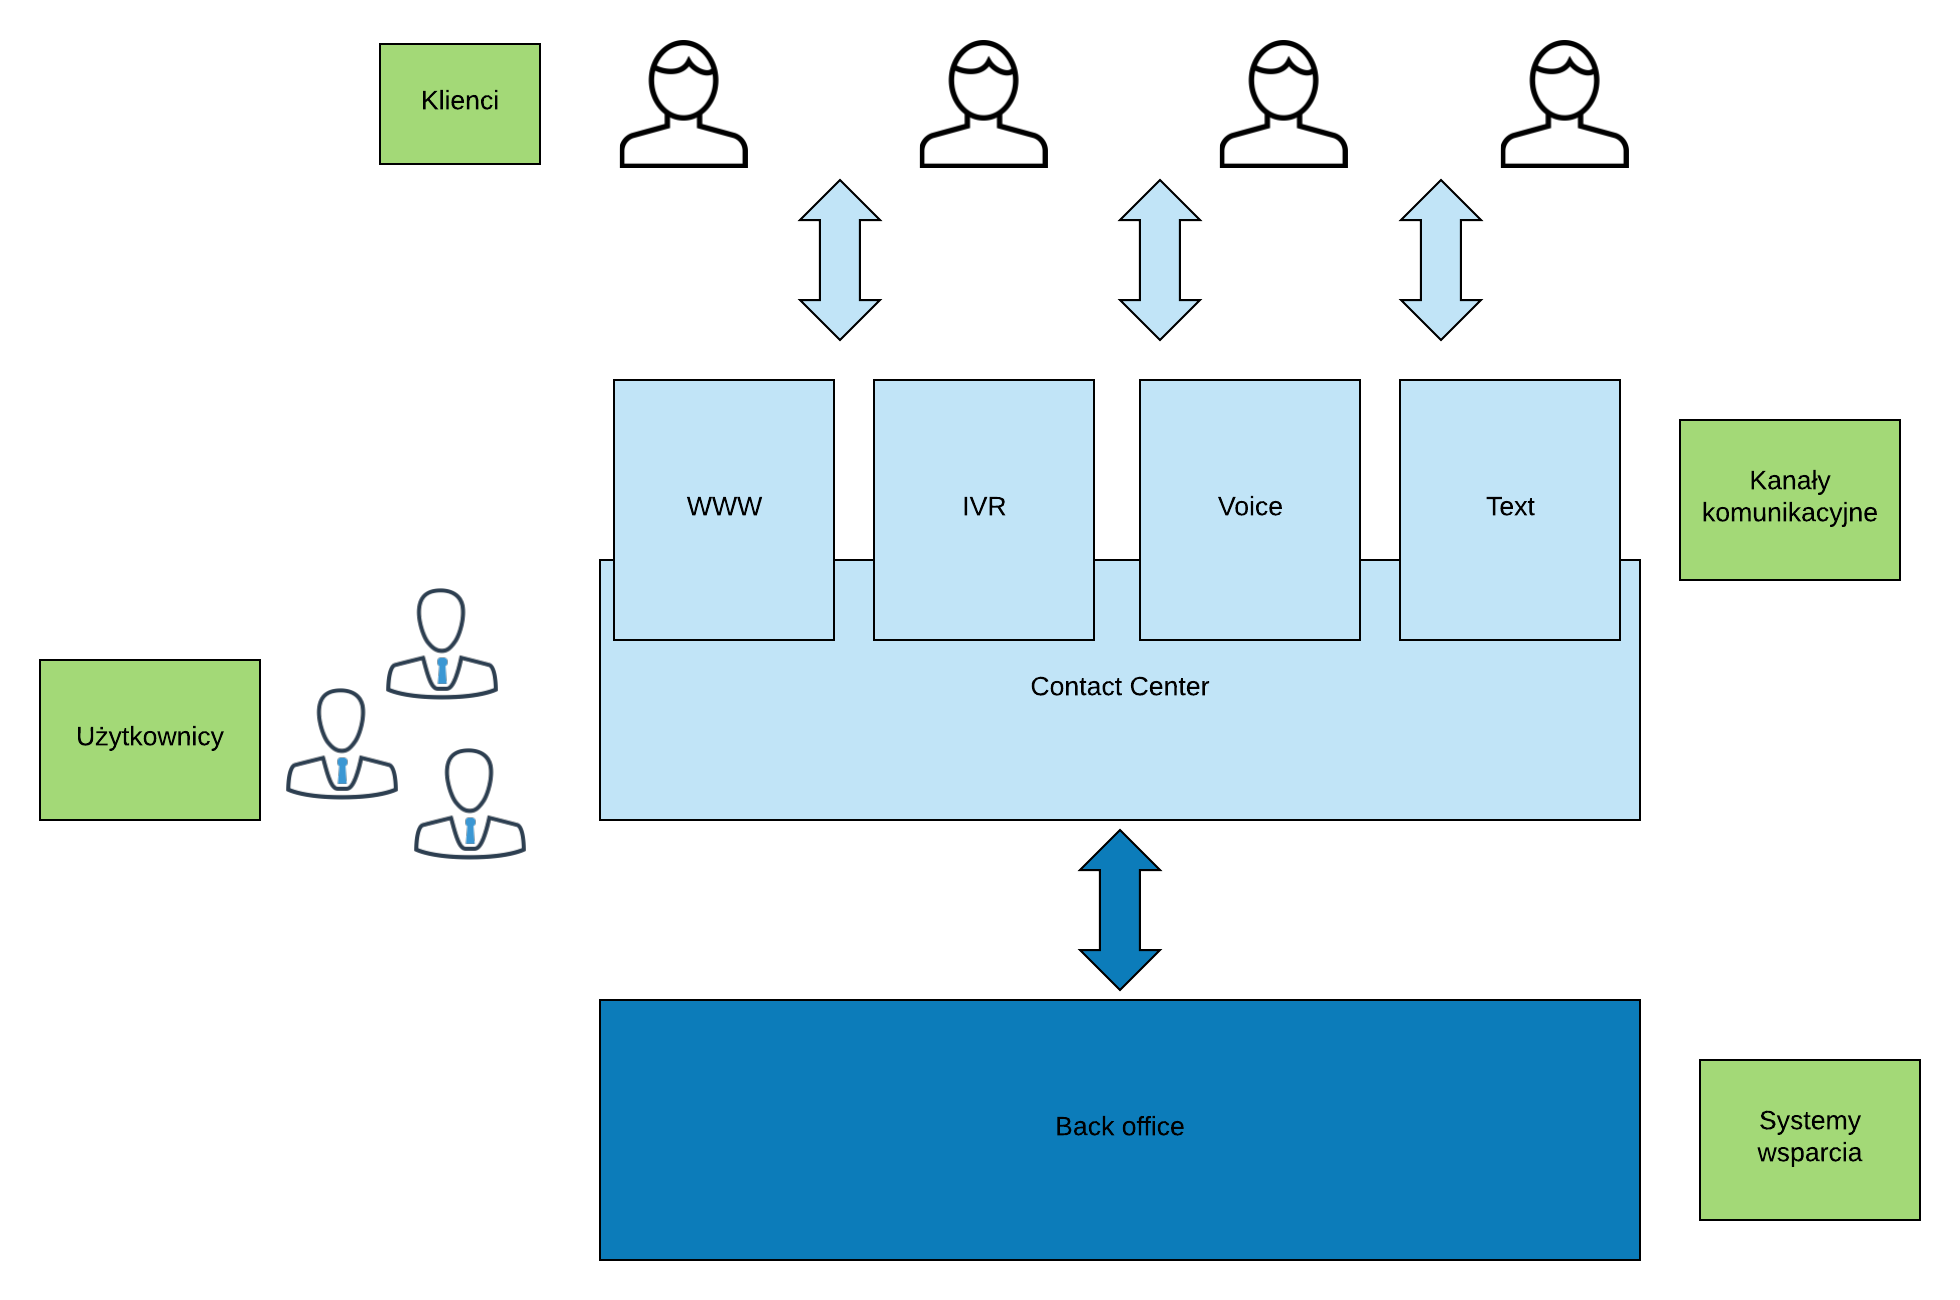 Klienci
WWW
IVR
Voice
Text
Kanały
komunikacyjne
Contact Center
Użytkownicy
Back office
Systemy
wsparcia